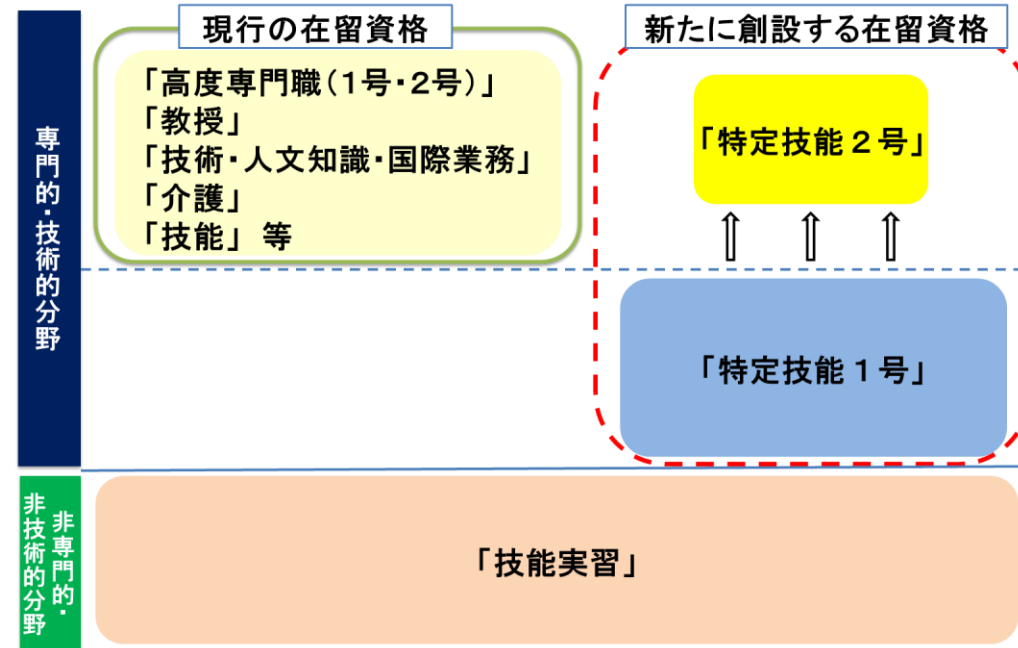 現行の在留資格
新たに創設する在留資格
専門的・技術的分野
「高度専門職(1号・2号)」
「教授」
「技術・人文知識・国際業務」
「介護」
「技能」 等
「特定技能２号」
「特定技能１号」
非専門的・
非技術的分野
「技能実習」